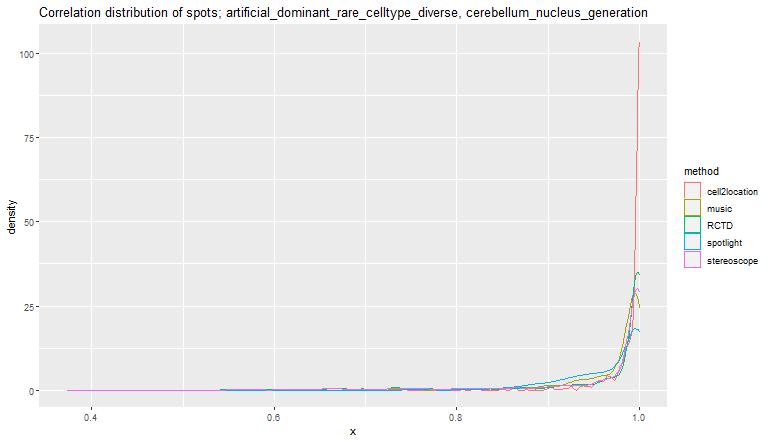 Correlation distribution of spots; artificial_dominant_rare_celltype_diverse, cerebellum_nucleus_generation
100
75
50
25
0
density
0.4
0.6
0.8
1.0
x
method
cell2location
music
RCTD
spotlight
stereoscope